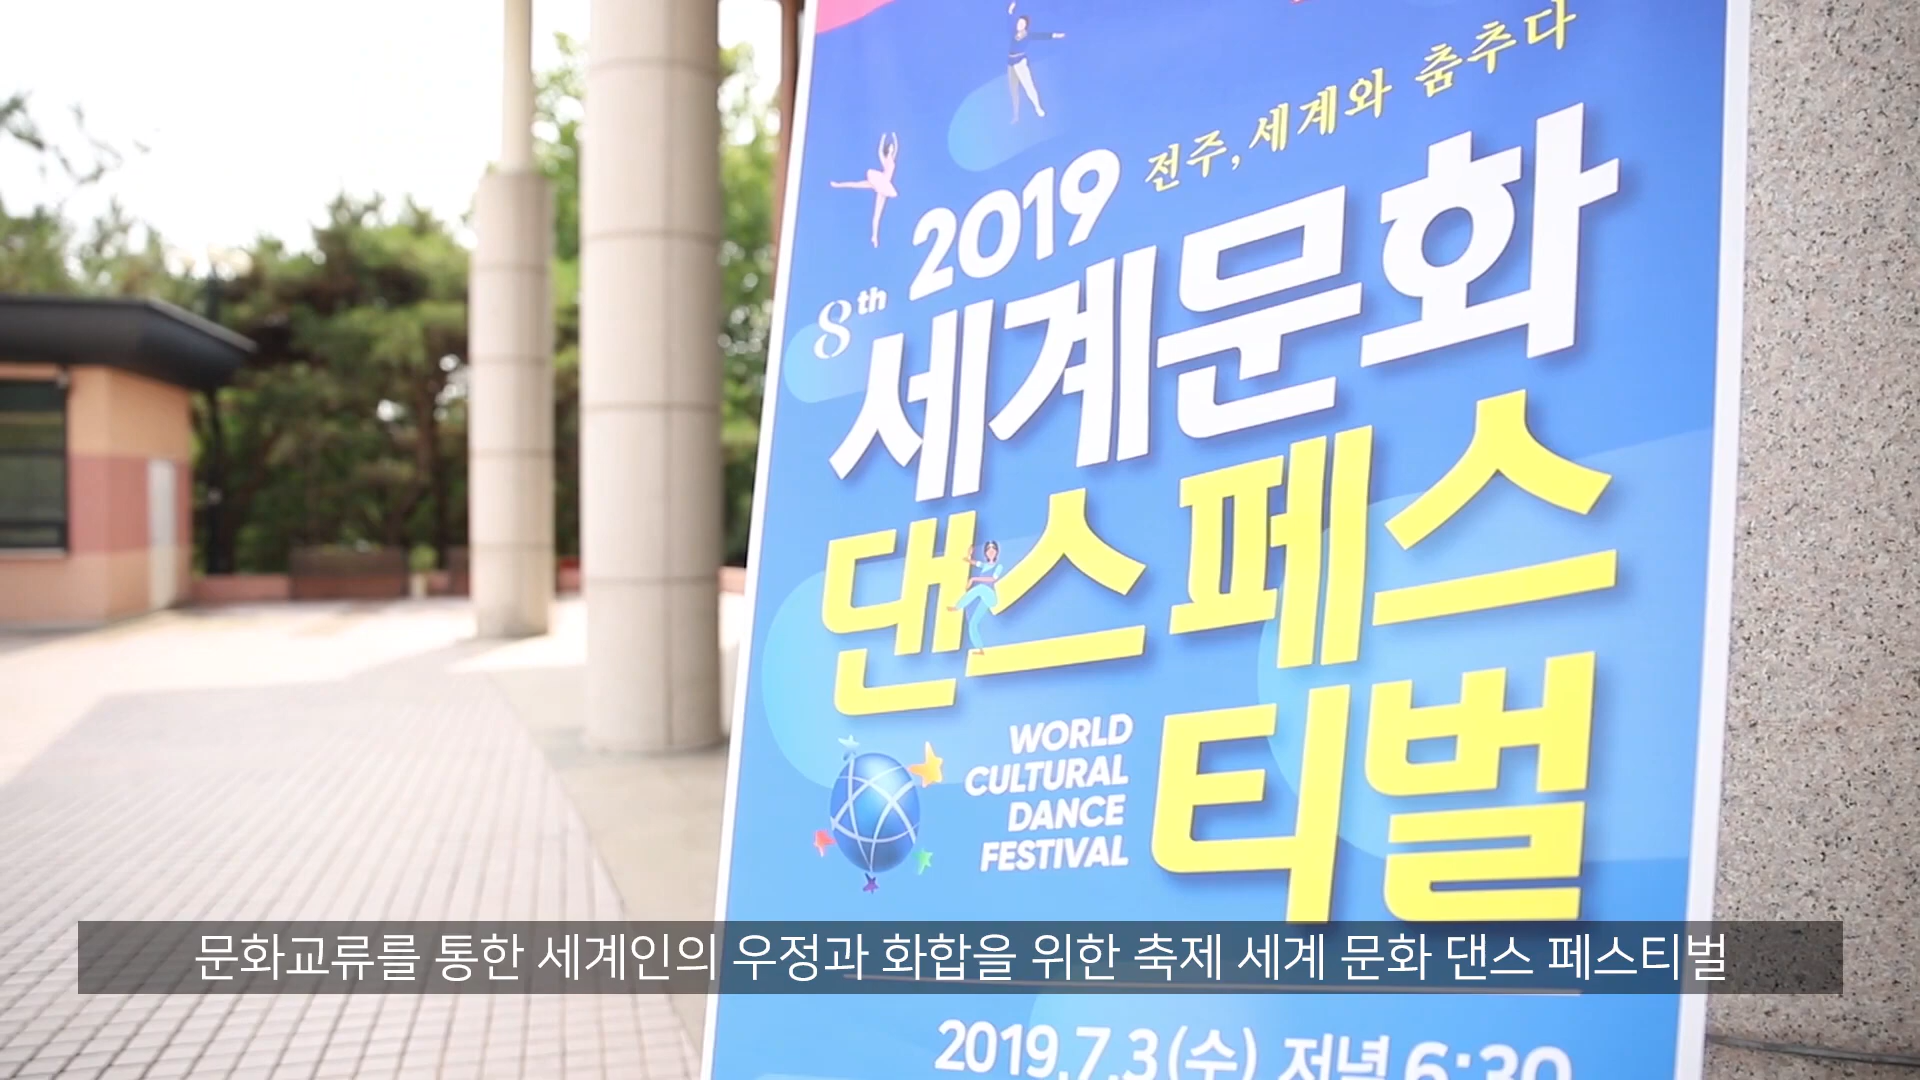 전주, 세계와 춤추다
2019
8th
세계문화
댄스페스
티벌
WORLD
CULTURAL
DANCE
FESTIVAL
문화교류를 통한 세계인의 우정과 화합을 위한 축제 세계 문화 댄스 페스티벌
2019.7.3(수) 저녁 6:30